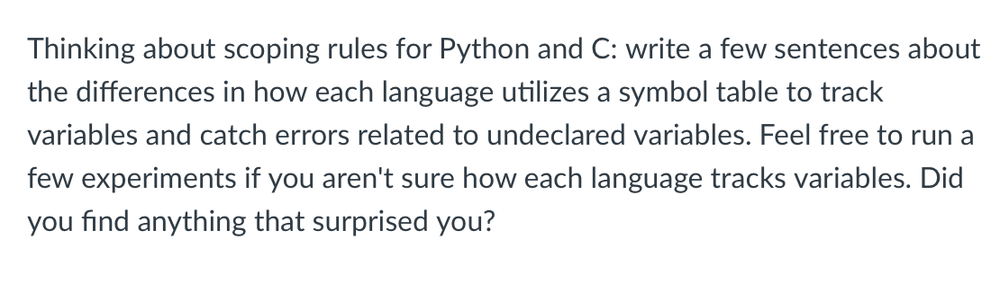 Thinking about scoping rules for Python and C: write a few sentences about
the differences in how each language utilizes a symbol table to track
variables and catch errors related to undeclared variables. Feel free to run a
few experiments if you aren't sure how each language tracks variables. Did
you find anything that surprised you?